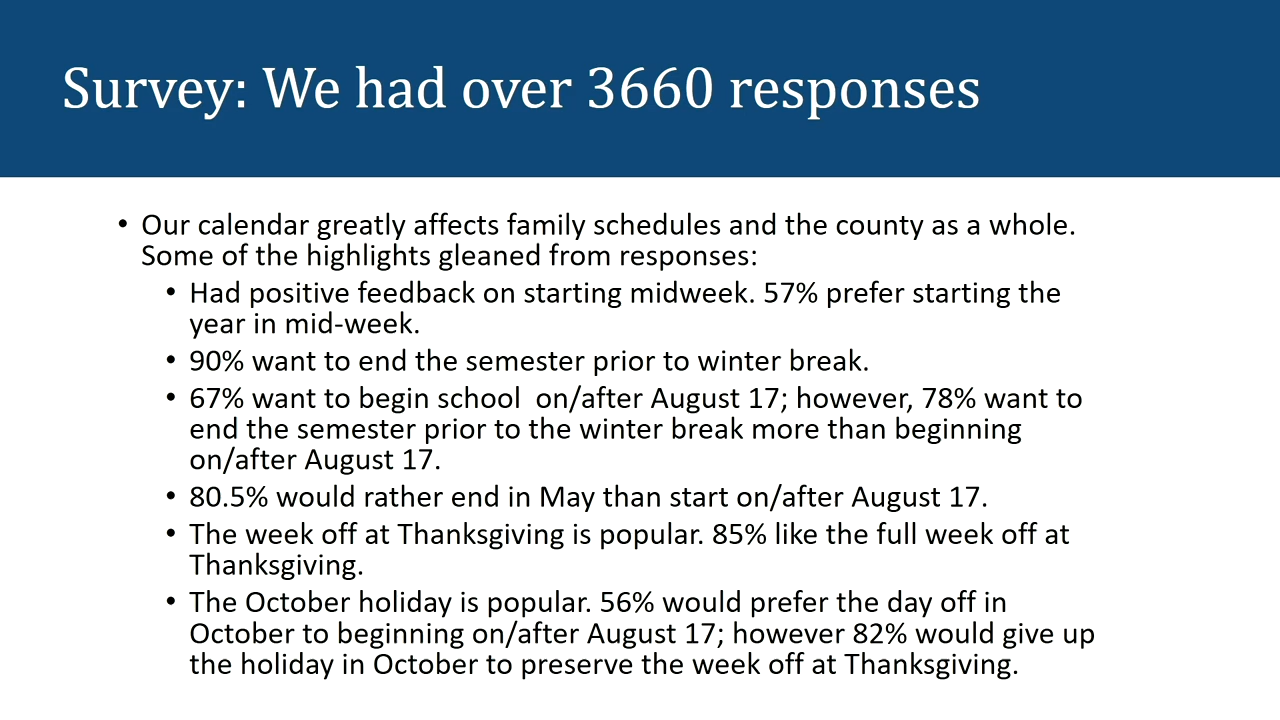 Survey: We had over 3660 responses
• Our calendar greatly affects family schedules and the county as a whole.
Some of the highlights gleaned from responses:
• Had positive feedback on starting midweek. 57% prefer starting the
year in mid-week.
• 90% want to end the semester prior to winter break.
• 67% want to begin school  on/after August 17; however, 78% want to
end the semester prior to the winter break more than beginning
on/after August 17.
• 80.5% would rather end in May than start on/after August 17.
• The week off at Thanksgiving is popular. 85% like the full week off at
Thanksgiving.
• The October holiday is popular. 56% would prefer the day off in
October to beginning on/after August 17; however 82% would give up
the holiday in October to preserve the week off at Thanksgiving.